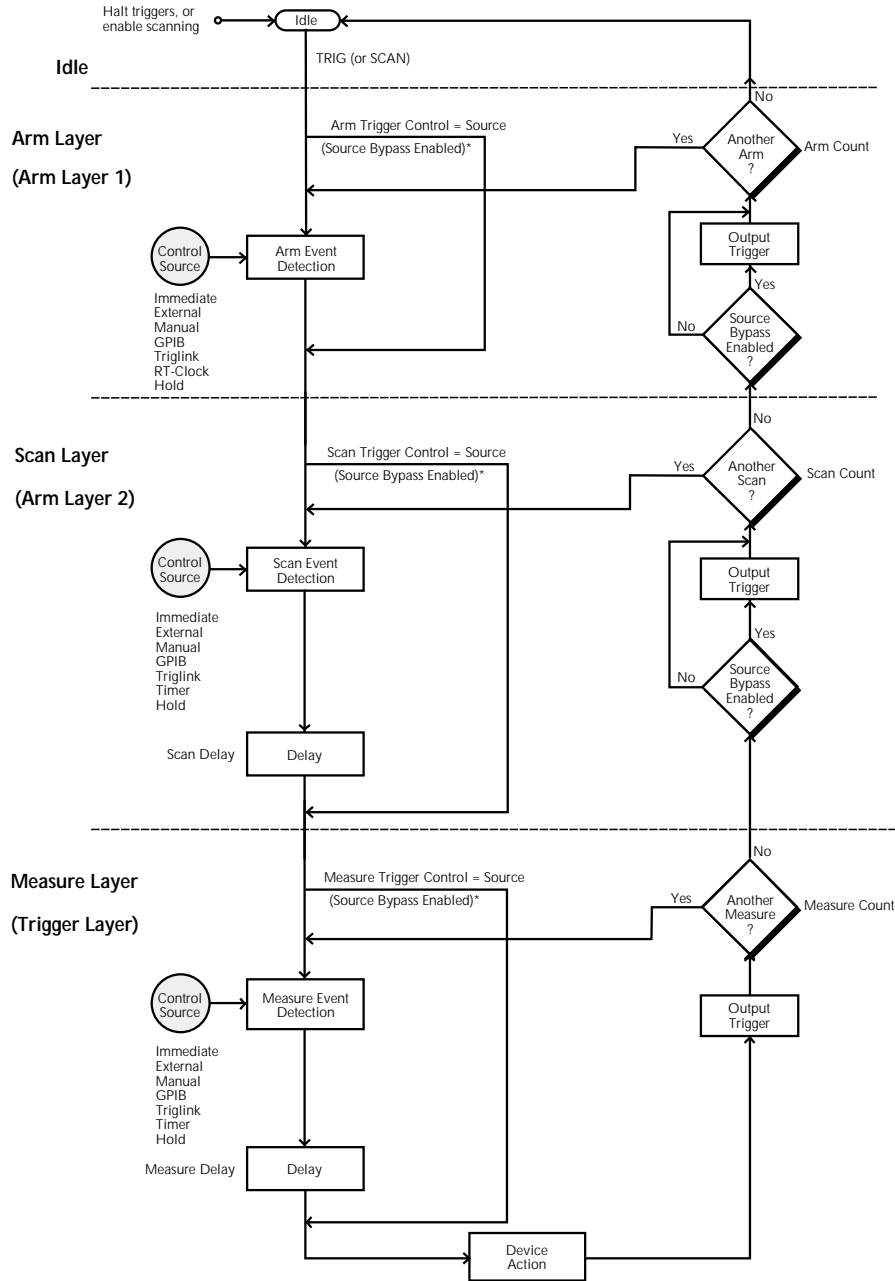 Halt triggers, or
enable scanning
Idle
TRIG (or SCAN)
Idle
No
Arm Layer
(Arm Layer 1)
Arm Trigger Control = Source
(Source Bypass Enabled)*
Yes
Another
Arm
?
Arm Count
Control
Source
Arm Event
Detection
Output
Trigger
Immediate
External
Manual
GPIB
Triglink
RT-Clock
Hold
Yes
No
Source
Bypass
Enabled
?
No
Scan Layer
(Arm Layer 2)
Scan Trigger Control = Source
(Source Bypass Enabled)*
Yes
Another
Scan
?
Scan Count
Control
Source
Scan Event
Detection
Output
Trigger
Immediate
External
Manual
GPIB
Triglink
Timer
Hold
Yes
No
Source
Bypass
Enabled
?
Scan Delay
Delay
No
Measure Layer
(Trigger Layer)
Measure Trigger Control = Source
(Source Bypass Enabled)*
Yes
Another
Measure
?
Measure Count
Control
Source
Measure Event
Detection
Output
Trigger
Immediate
External
Manual
GPIB
Triglink
Timer
Hold
Measure Delay
Delay
Device
Action